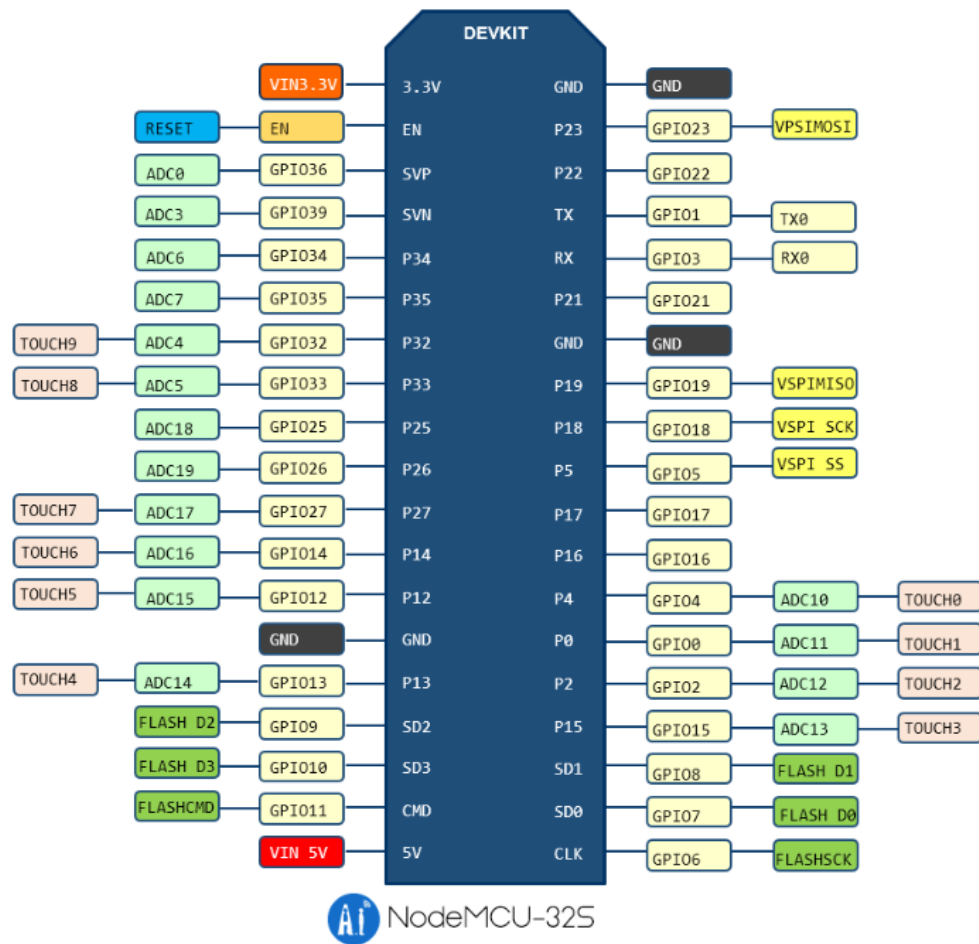 DEVKIT
VIN3.3V 3.3V GND GND
RESET EN EN P23 GPIO23 VPSIMOSI
ADC0 GPIO36 SVP P22 GPIO22
ADC3 GPIO39 SVN TX GPIO1 TX0
ADC6 GPIO34 P34 RX GPIO3 RX0
ADC7 GPIO35 P35 P21 GPIO21
TOUCH9 ADC4 GPIO32 P32 GND GND
TOUCH8 ADC5 GPIO33 P33 P19 GPIO19 VSPIMISO
ADC18 GPIO25 P25 P18 GPIO18 VSPI SCK
ADC19 GPIO26 P26 P5 GPIO5 VSPI SS
TOUCH7 ADC17 GPIO27 P27 P17 GPIO17
TOUCH6 ADC16 GPIO14 P14 P16 GPIO16
TOUCH5 ADC15 GPIO12 P12 P4 GPIO4 ADC10 TOUCH0
GND GND P0 GPIO0 ADC11 TOUCH1
TOUCH4 ADC14 GPIO13 P13 P2 GPIO2 ADC12 TOUCH2
FLASH D2 GPIO9 SD2 P15 GPIO15 ADC13 TOUCH3
FLASH D3 GPIO10 SD3 SD1 GPIO8 FLASH D1
FLASHCMD GPIO11 CMD SD0 GPIO7 FLASH D0
VIN 5V 5V CLK GPIO6 FLASHSCK
A.i NodeMCU-32S